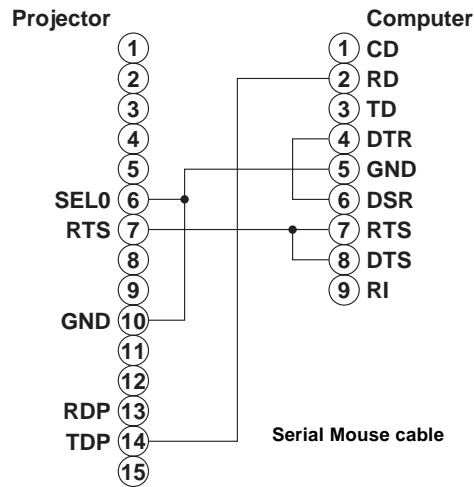 Projector Computer
1 1 CD
2 2 RD
3 3 TD
4 4 DTR
5 5 GND
SEL0 6 6 DSR
RTS 7 7 RTS
8 8 DTS
9 9 RI
GND 10
11
12
RDP 13
TDP 14 Serial Mouse cable
15